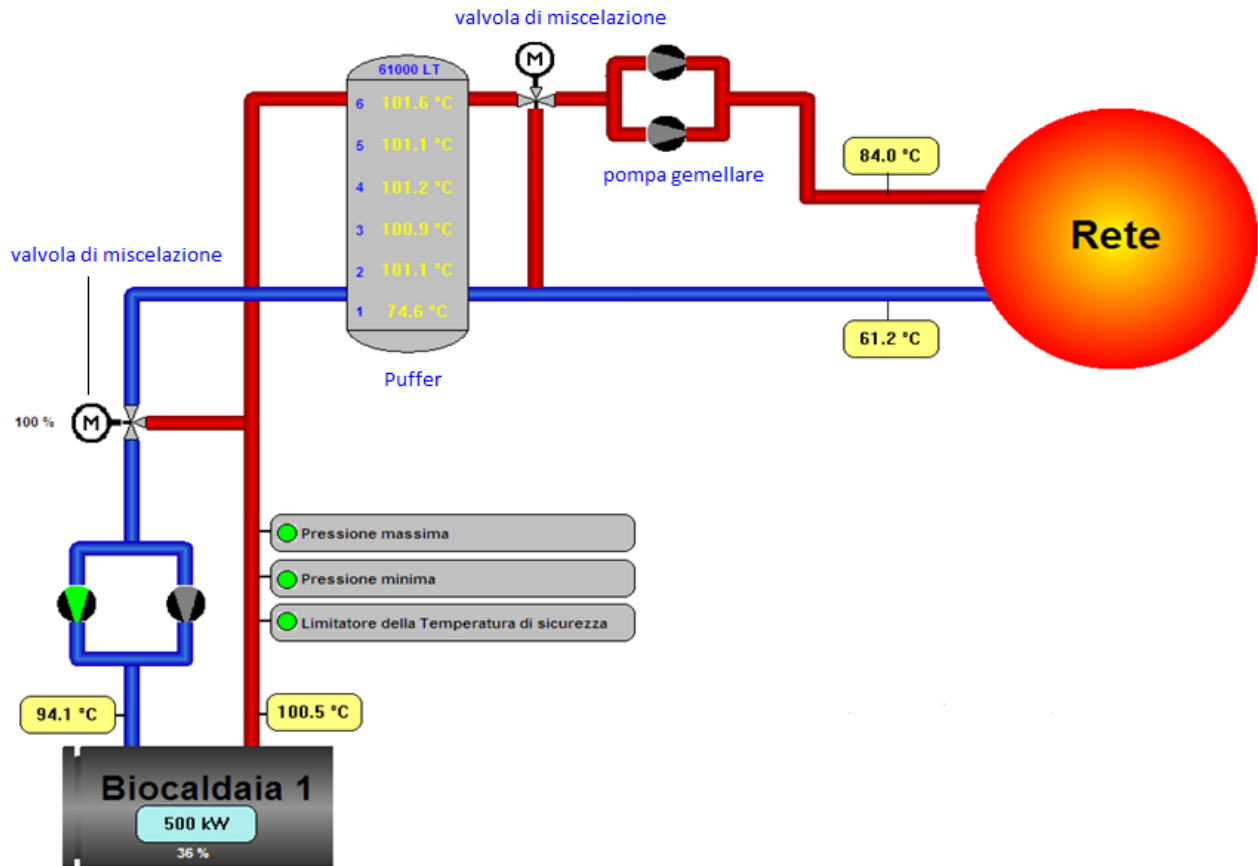 valvola di miscelazione
M
61000 LT
6 101.6 °C
5 101.1 °C
4 101.2 °C
3 100.9 °C
2 101.1 °C
1 74.6 °C
Puffer
pompa gemellare
84.0 °C
Rete
61.2 °C
valvola di miscelazione
100 %
M
Pressione massima
Pressione minima
Limitatore della Temperatura di sicurezza
94.1 °C
100.5 °C
Biocaldaia 1
500 kW
36 %